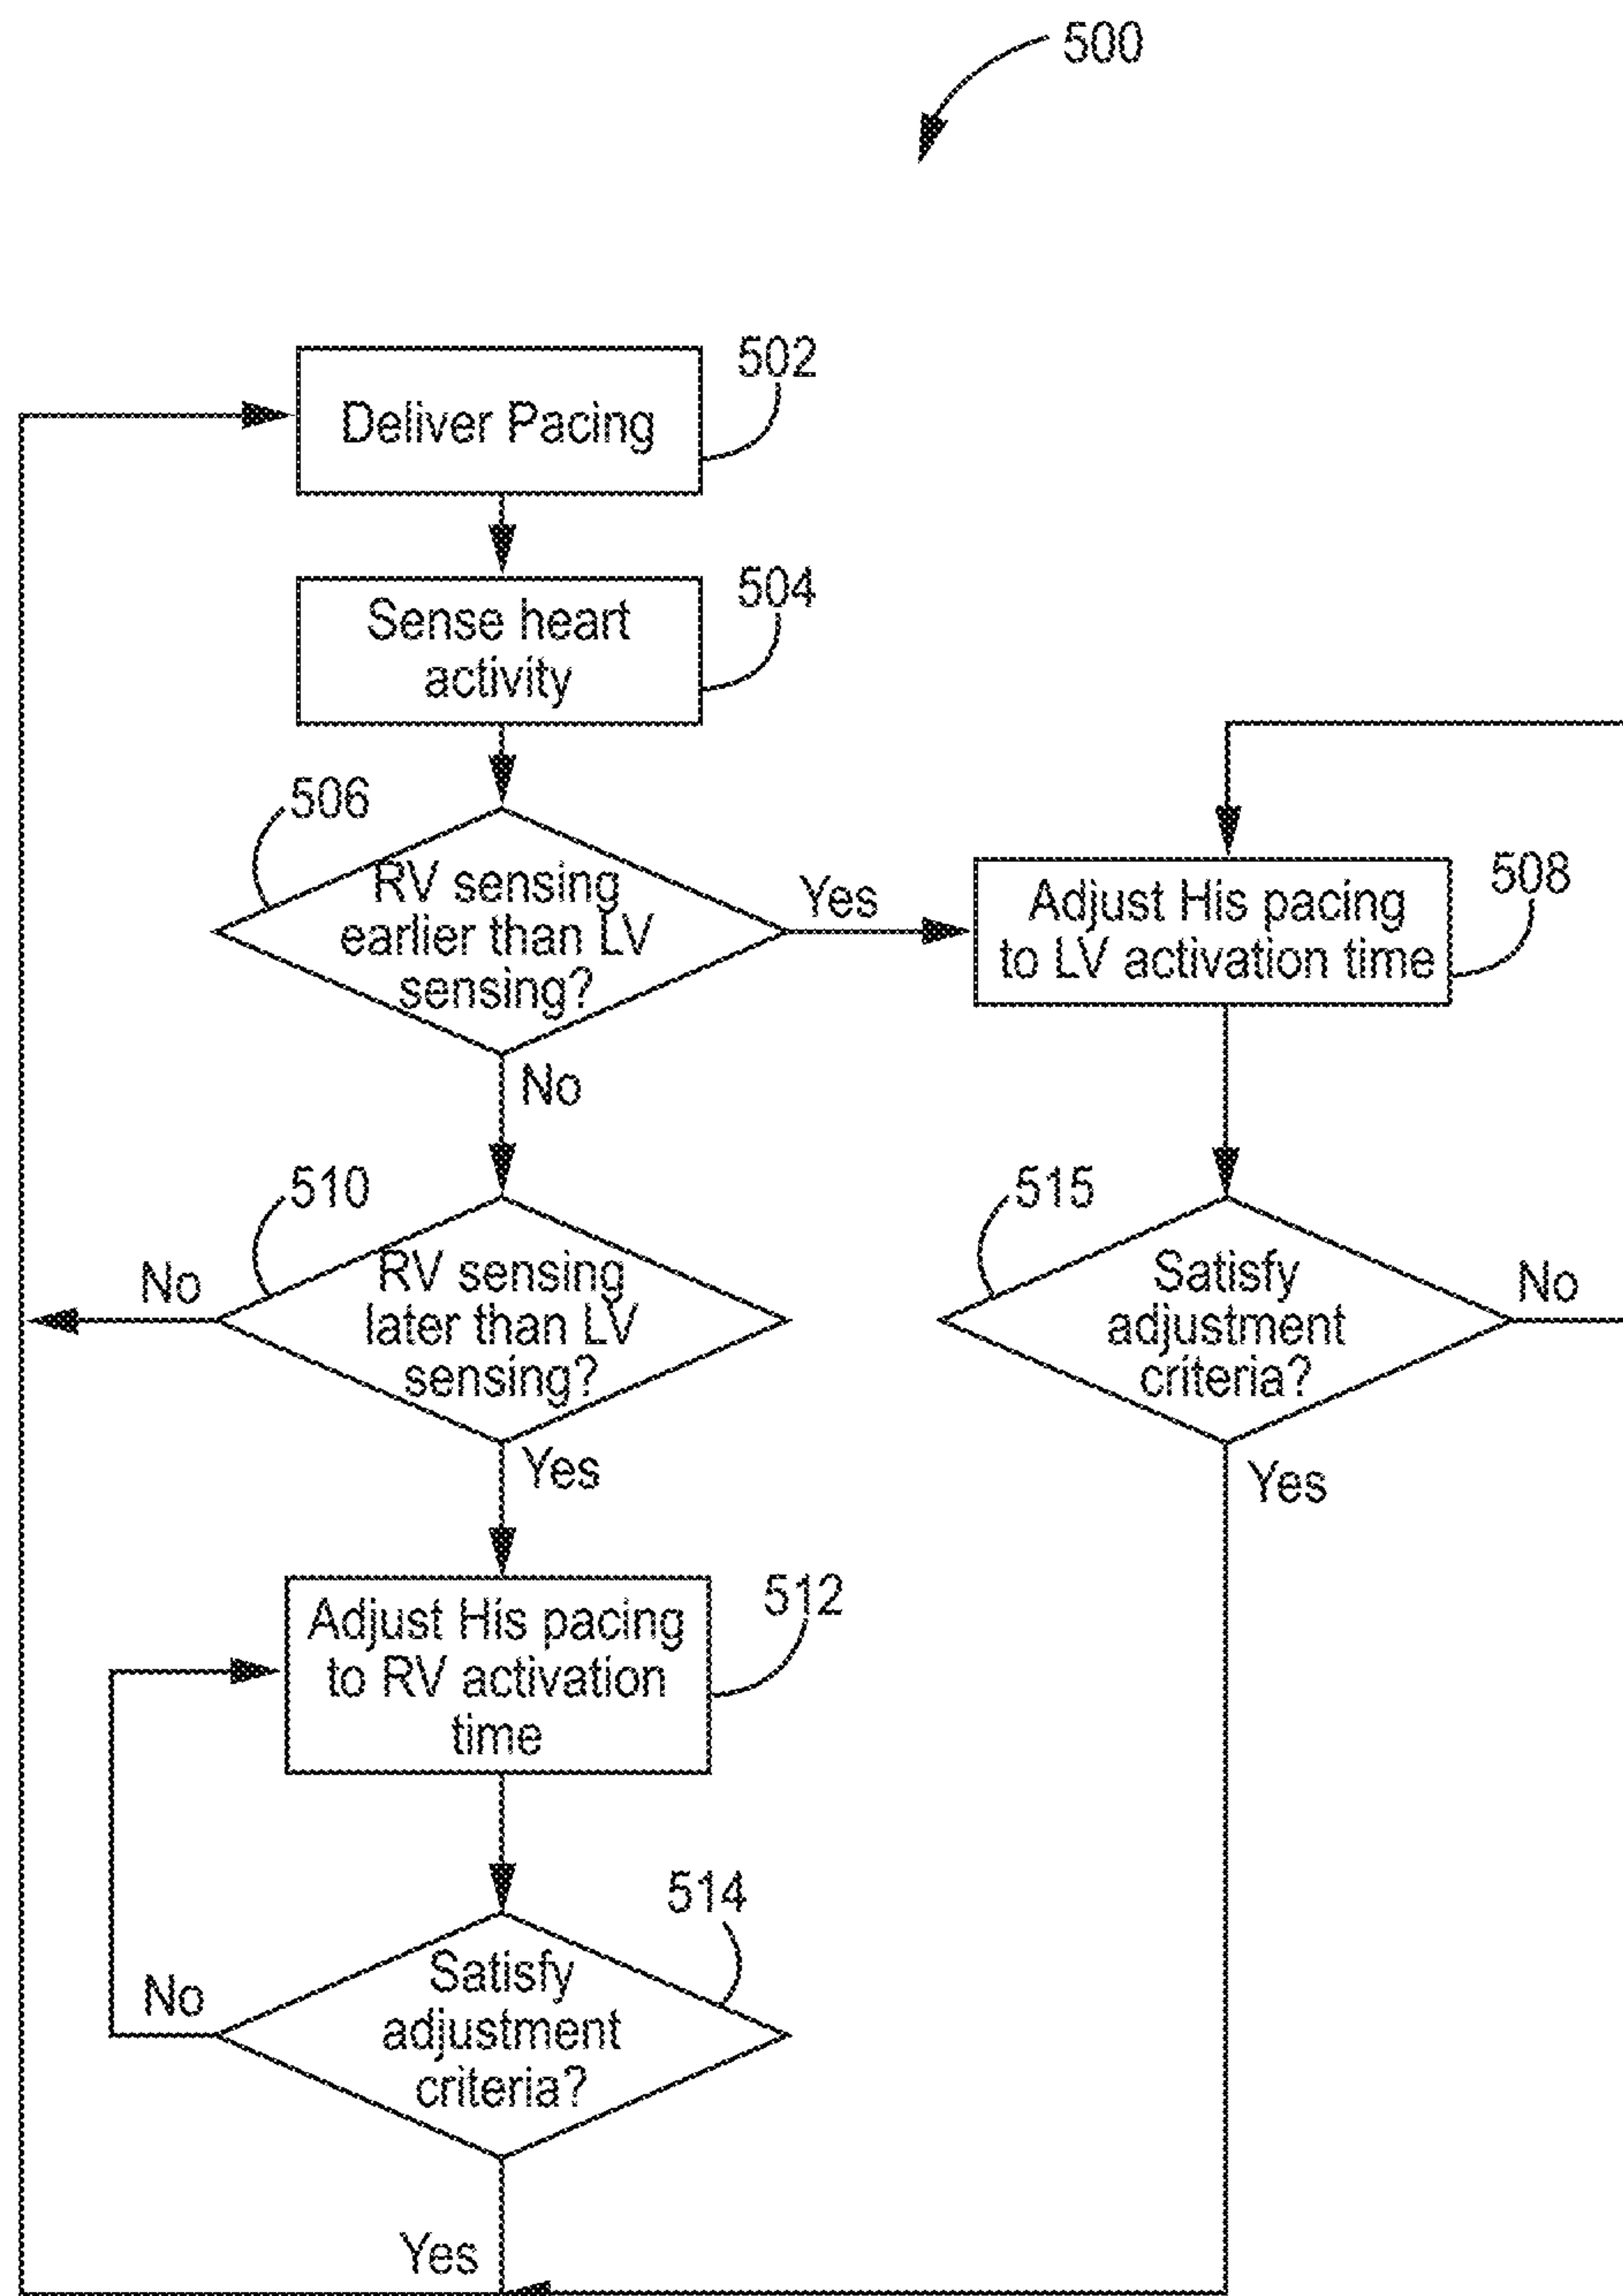 500
502
Deliver Pacing
504
Sense heart
activity
506
RV sensing
earlier than LV
sensing?
Yes
508
Adjust His pacing
to LV activation time
No
510
RV sensing
later than LV
sensing?
No
515
Satisfy
adjustment
criteria?
No
Yes
Yes
512
Adjust His pacing
to RV activation
time
514
Satisfy
adjustment
criteria?
No
Yes